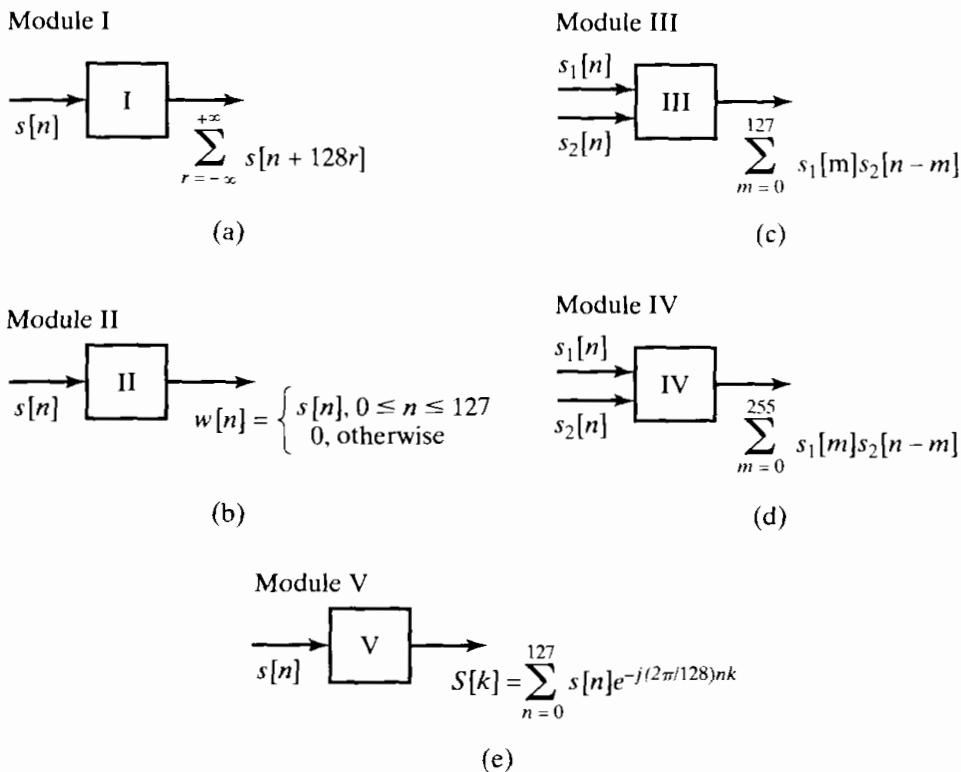 Module I
s[n]
I
+∞
∑ s[n + 128r]
r = −∞
(a)
Module III
s₁[n]
s₂[n]
III
127
∑ s₁[m]s₂[n − m]
m = 0
(c)
Module II
s[n]
II
w[n] = { s[n], 0 ≤ n ≤ 127
0, otherwise
(b)
Module IV
s₁[n]
s₂[n]
IV
255
∑ s₁[m]s₂[n − m]
m = 0
(d)
Module V
s[n]
V
127
S[k] = ∑ s[n]e^{−j(2π/128)nk}
n = 0
(e)